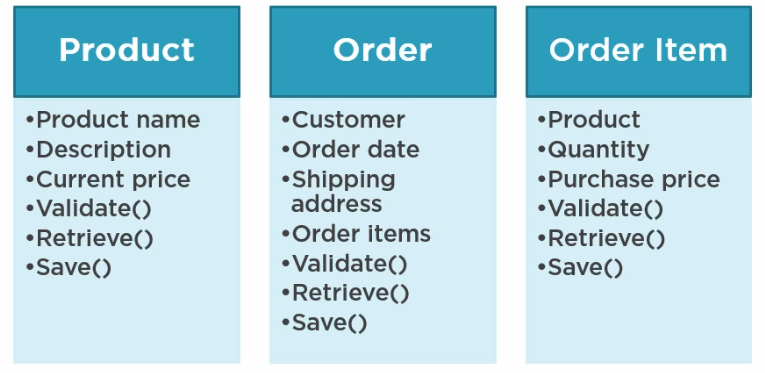 Product
•Product name
•Description
•Current price
•Validate()
•Retrieve()
•Save()
Order
•Customer
•Order date
•Shipping
address
•Order items
•Validate()
•Retrieve()
•Save()
Order Item
•Product
•Quantity
•Purchase price
•Validate()
•Retrieve()
•Save()